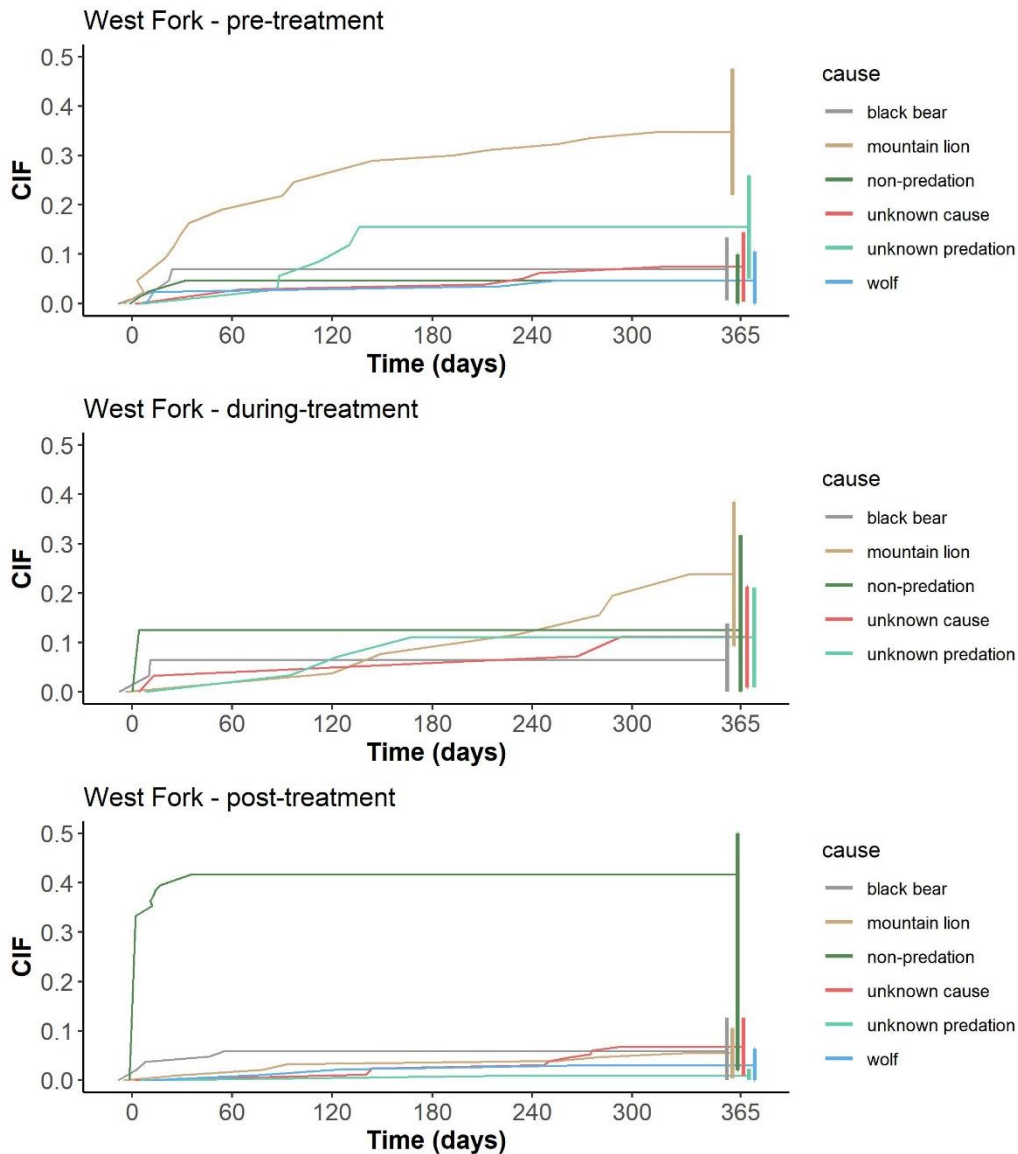 West Fork - pre-treatment
0.5
0.4
0.3
0.2
0.1
0.0
CIF
0 60 120 180 240 300 365
Time (days)
cause
black bear
mountain lion
non-predation
unknown cause
unknown predation
wolf
West Fork - during-treatment
0.5
0.4
0.3
0.2
0.1
0.0
CIF
0 60 120 180 240 300 365
Time (days)
cause
black bear
mountain lion
non-predation
unknown cause
unknown predation
West Fork - post-treatment
0.5
0.4
0.3
0.2
0.1
0.0
CIF
0 60 120 180 240 300 365
Time (days)
cause
black bear
mountain lion
non-predation
unknown cause
unknown predation
wolf